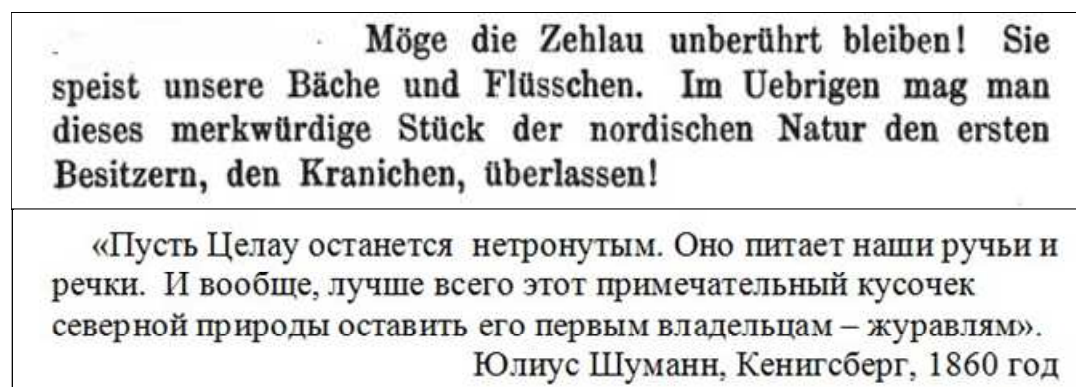 Möge die Zehlau unberührt bleiben! Sie
speist unsere Bäche und Flüsschen. Im Uebrigen mag man
dieses merkwürdige Stück der nordischen Natur den ersten
Besitzern, den Kranichen, überlassen!
«Пусть Целау останется нетронутым. Оно питает наши ручьи и
речки. И вообще, лучше всего этот примечательный кусочек
северной природы оставить его первым владельцам – журавлям».
Юлиус Шуманн, Кенигсберг, 1860 год